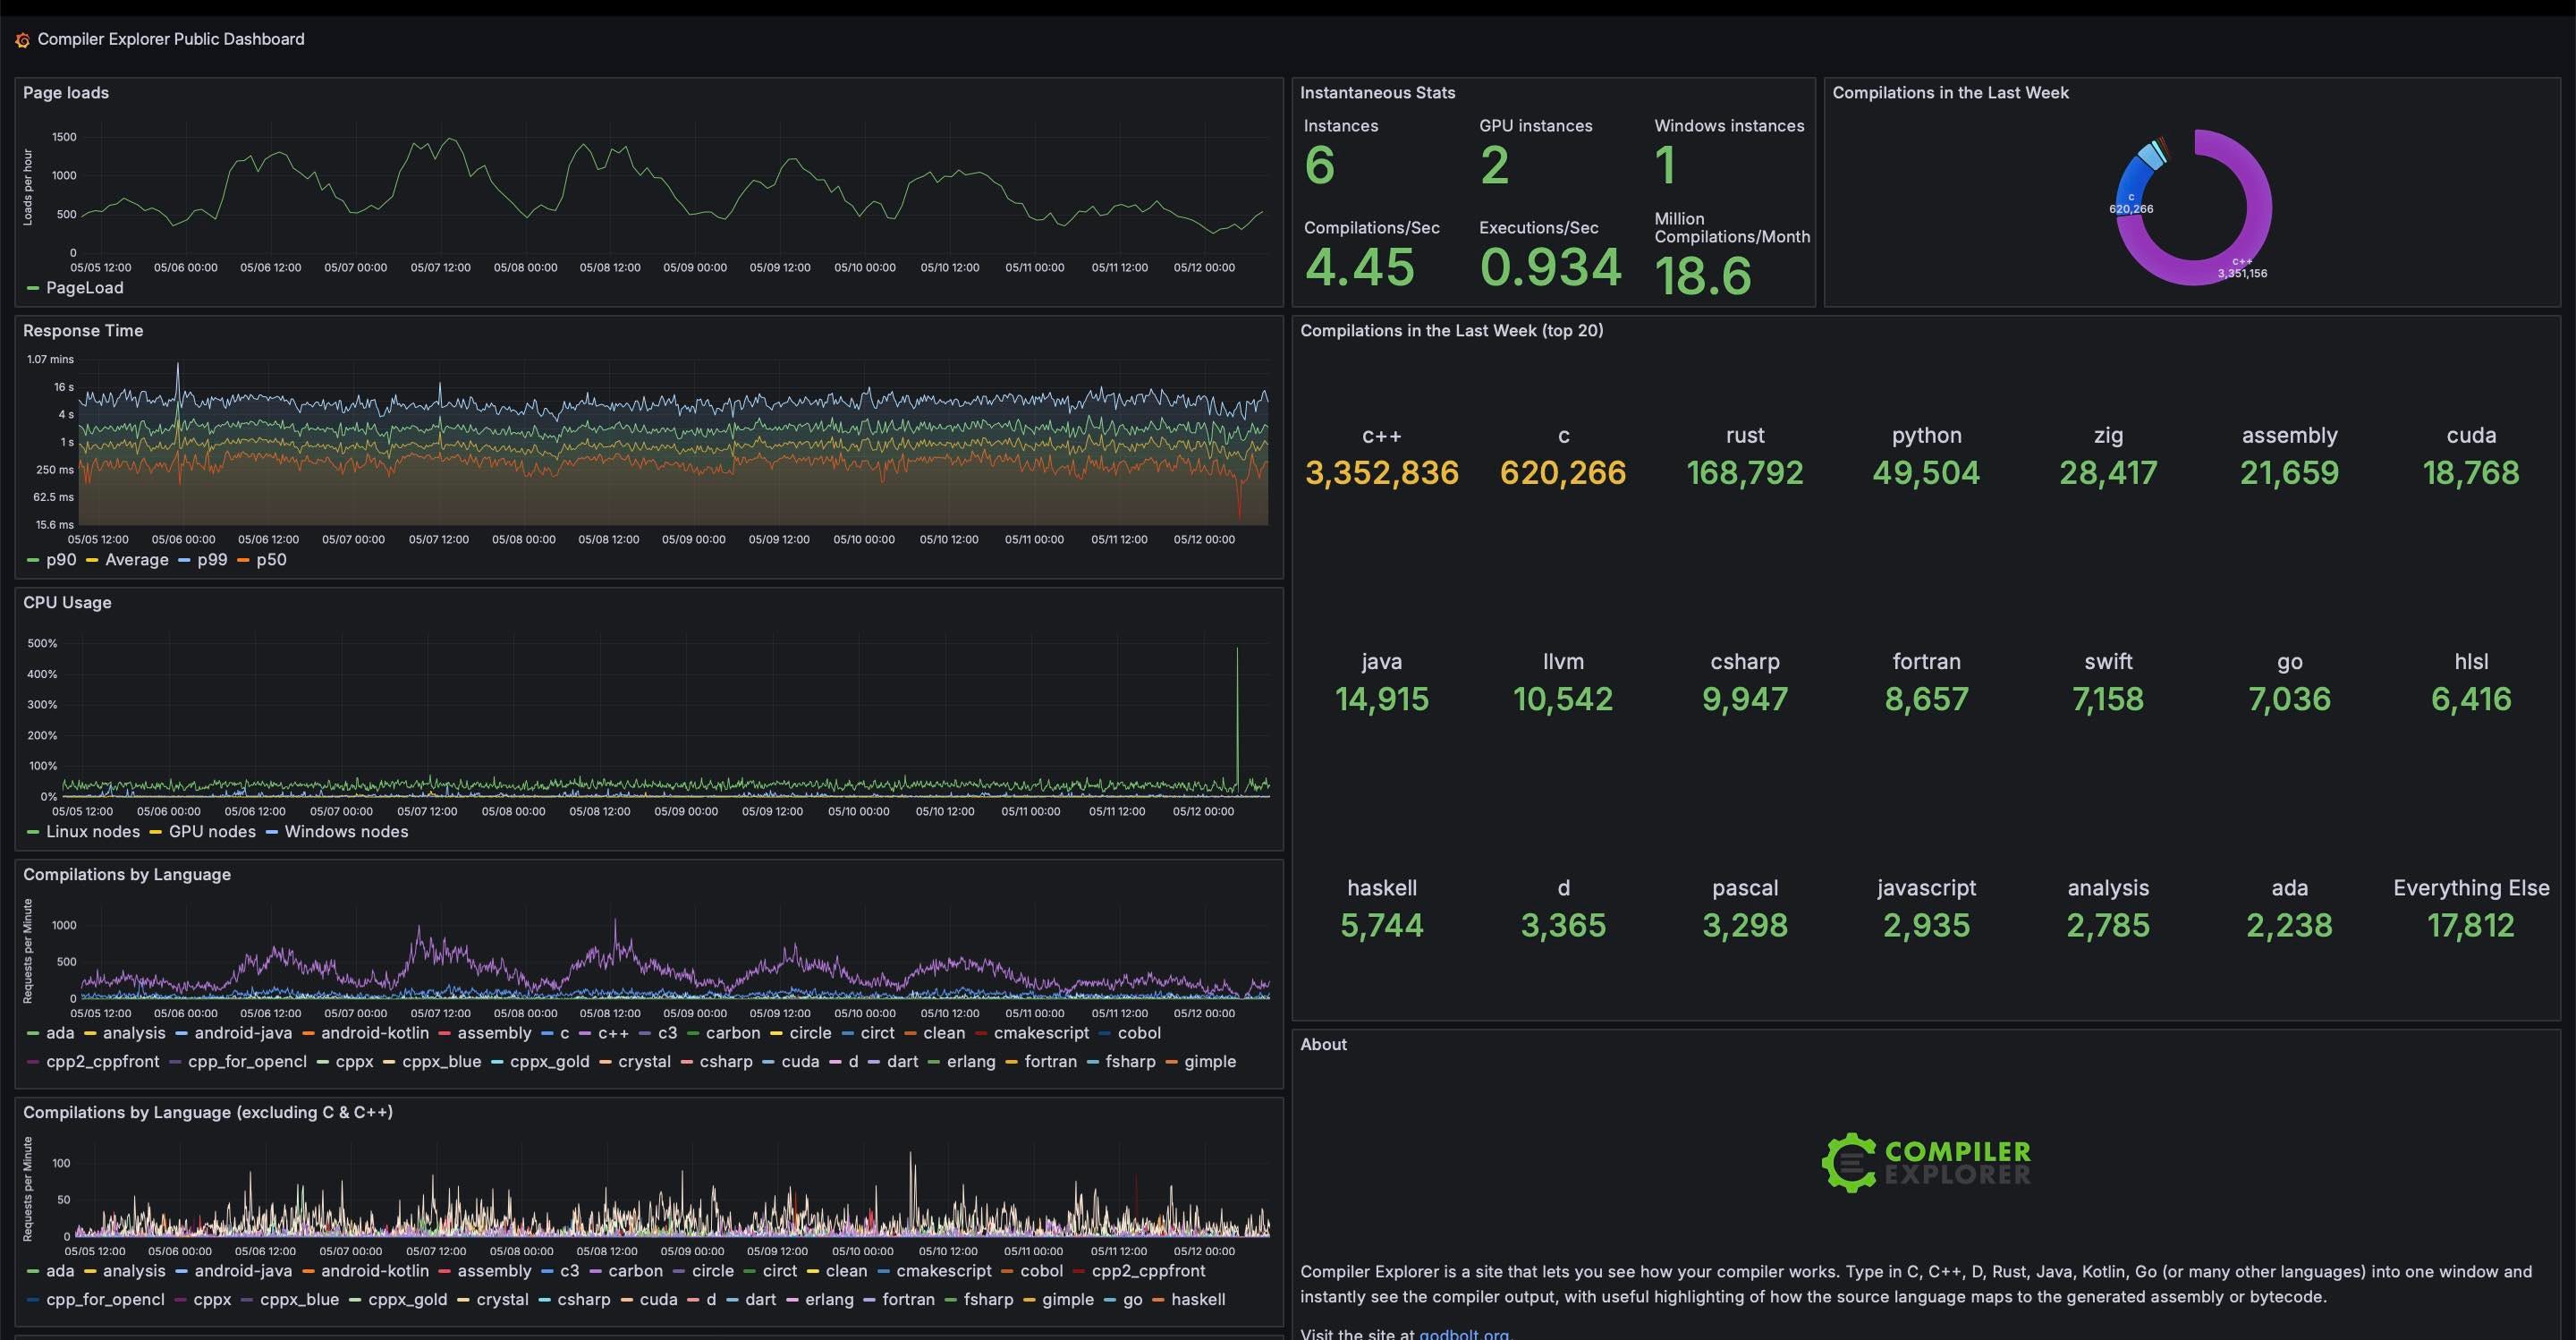 Compiler Explorer Public Dashboard
Page loads
Loads per hour
1500
1000
500
0
05/05 12:00 05/06 00:00 05/06 12:00 05/07 00:00 05/07 12:00 05/08 00:00 05/08 12:00 05/09 00:00 05/09 12:00 05/10 00:00 05/10 12:00 05/11 00:00 05/11 12:00 05/12 00:00
PageLoad
Instantaneous Stats
Instances GPU instances Windows instances
6 2 1
Compilations/Sec Executions/Sec Million Compilations/Month
4.45 0.934 18.6
Compilations in the Last Week
c
620,266
c++
3,351,156
Response Time
1.07 mins
16 s
4 s
1 s
250 ms
62.5 ms
15.6 ms
05/05 12:00 05/06 00:00 05/06 12:00 05/07 00:00 05/07 12:00 05/08 00:00 05/08 12:00 05/09 00:00 05/09 12:00 05/10 00:00 05/10 12:00 05/11 00:00 05/11 12:00 05/12 00:00
p90 Average p99 p50
CPU Usage
500%
400%
300%
200%
100%
0%
05/05 12:00 05/06 00:00 05/06 12:00 05/07 00:00 05/07 12:00 05/08 00:00 05/08 12:00 05/09 00:00 05/09 12:00 05/10 00:00 05/10 12:00 05/11 00:00 05/11 12:00 05/12 00:00
Linux nodes GPU nodes Windows nodes
Compilations by Language
Requests per Minute
1000
500
0
05/05 12:00 05/06 00:00 05/06 12:00 05/07 00:00 05/07 12:00 05/08 00:00 05/08 12:00 05/09 00:00 05/09 12:00 05/10 00:00 05/10 12:00 05/11 00:00 05/11 12:00 05/12 00:00
ada analysis android-java android-kotlin assembly c c++ c3 carbon circle circt clean cmakescript cobol
cpp2_cppfront cpp_for_opencl cppx cppx_blue cppx_gold crystal csharp cuda d dart erlang fortran fsharp gimple
Compilations by Language (excluding C & C++)
Requests per Minute
100
50
0
05/05 12:00 05/06 00:00 05/06 12:00 05/07 00:00 05/07 12:00 05/08 00:00 05/08 12:00 05/09 00:00 05/09 12:00 05/10 00:00 05/10 12:00 05/11 00:00 05/11 12:00 05/12 00:00
ada analysis android-java android-kotlin assembly c3 carbon circle circt clean cmakescript cobol cpp2_cppfront
cpp_for_opencl cppx cppx_blue cppx_gold crystal csharp cuda d dart erlang fortran fsharp gimple go haskell
Compilations in the Last Week (top 20)
c++ c rust python zig assembly cuda
3,352,836 620,266 168,792 49,504 28,417 21,659 18,768
java llvm csharp fortran swift go hlsl
14,915 10,542 9,947 8,657 7,158 7,036 6,416
haskell d pascal javascript analysis ada Everything Else
5,744 3,365 3,298 2,935 2,785 2,238 17,812
About
COMPILER
EXPLORER
Compiler Explorer is a site that lets you see how your compiler works. Type in C, C++, D, Rust, Java, Kotlin, Go (or many other languages) into one window and
instantly see the compiler output, with useful highlighting of how the source language maps to the generated assembly or bytecode.
Visit the site at godbolt.org.